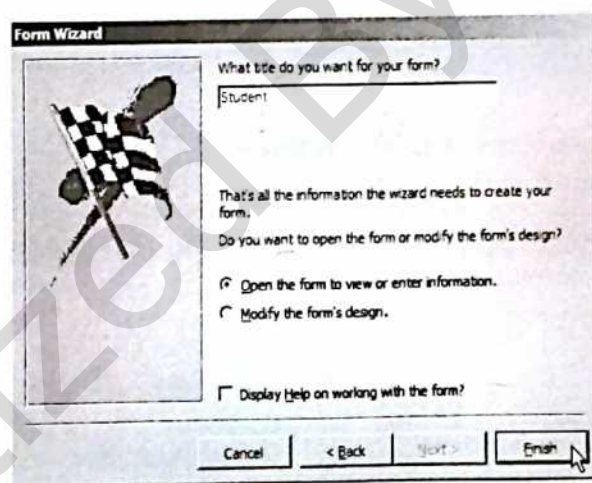 Form Wizard
What title do you want for your form?
Student
That's all the information the wizard needs to create your
form.
Do you want to open the form or modify the form's design?
Open the form to view or enter information.
Modify the form's design.
Display Help on working with the form?
Cancel < Back Next > Finish
ized By